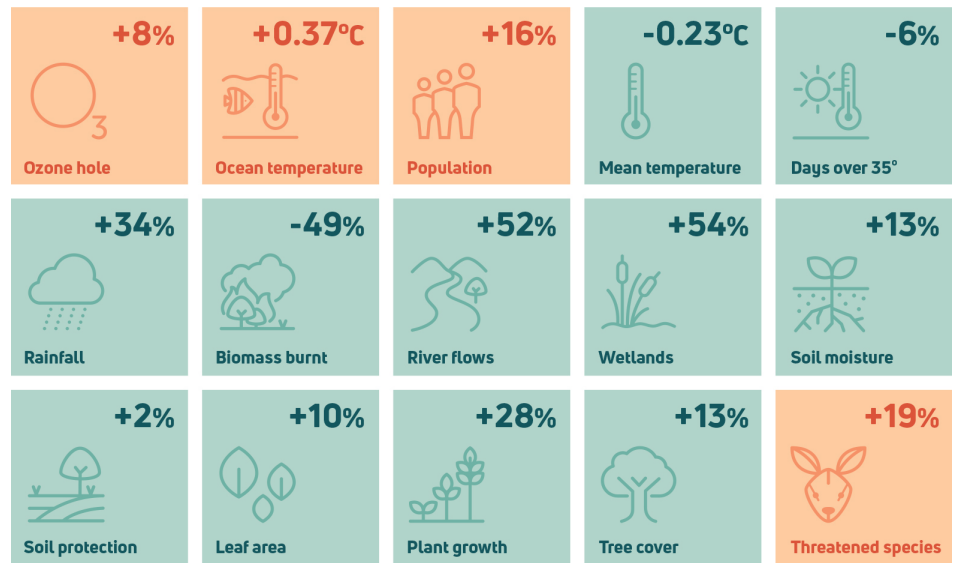 +8%
3
Ozone hole
+0.37°C
Ocean temperature
+16%
Population
-0.23°C
Mean temperature
-6%
Days over 35°
+34%
Rainfall
-49%
Biomass burnt
+52%
River flows
+54%
Wetlands
+13%
Soil moisture
+2%
Soil protection
+10%
Leaf area
+28%
Plant growth
+13%
Tree cover
+19%
Threatened species